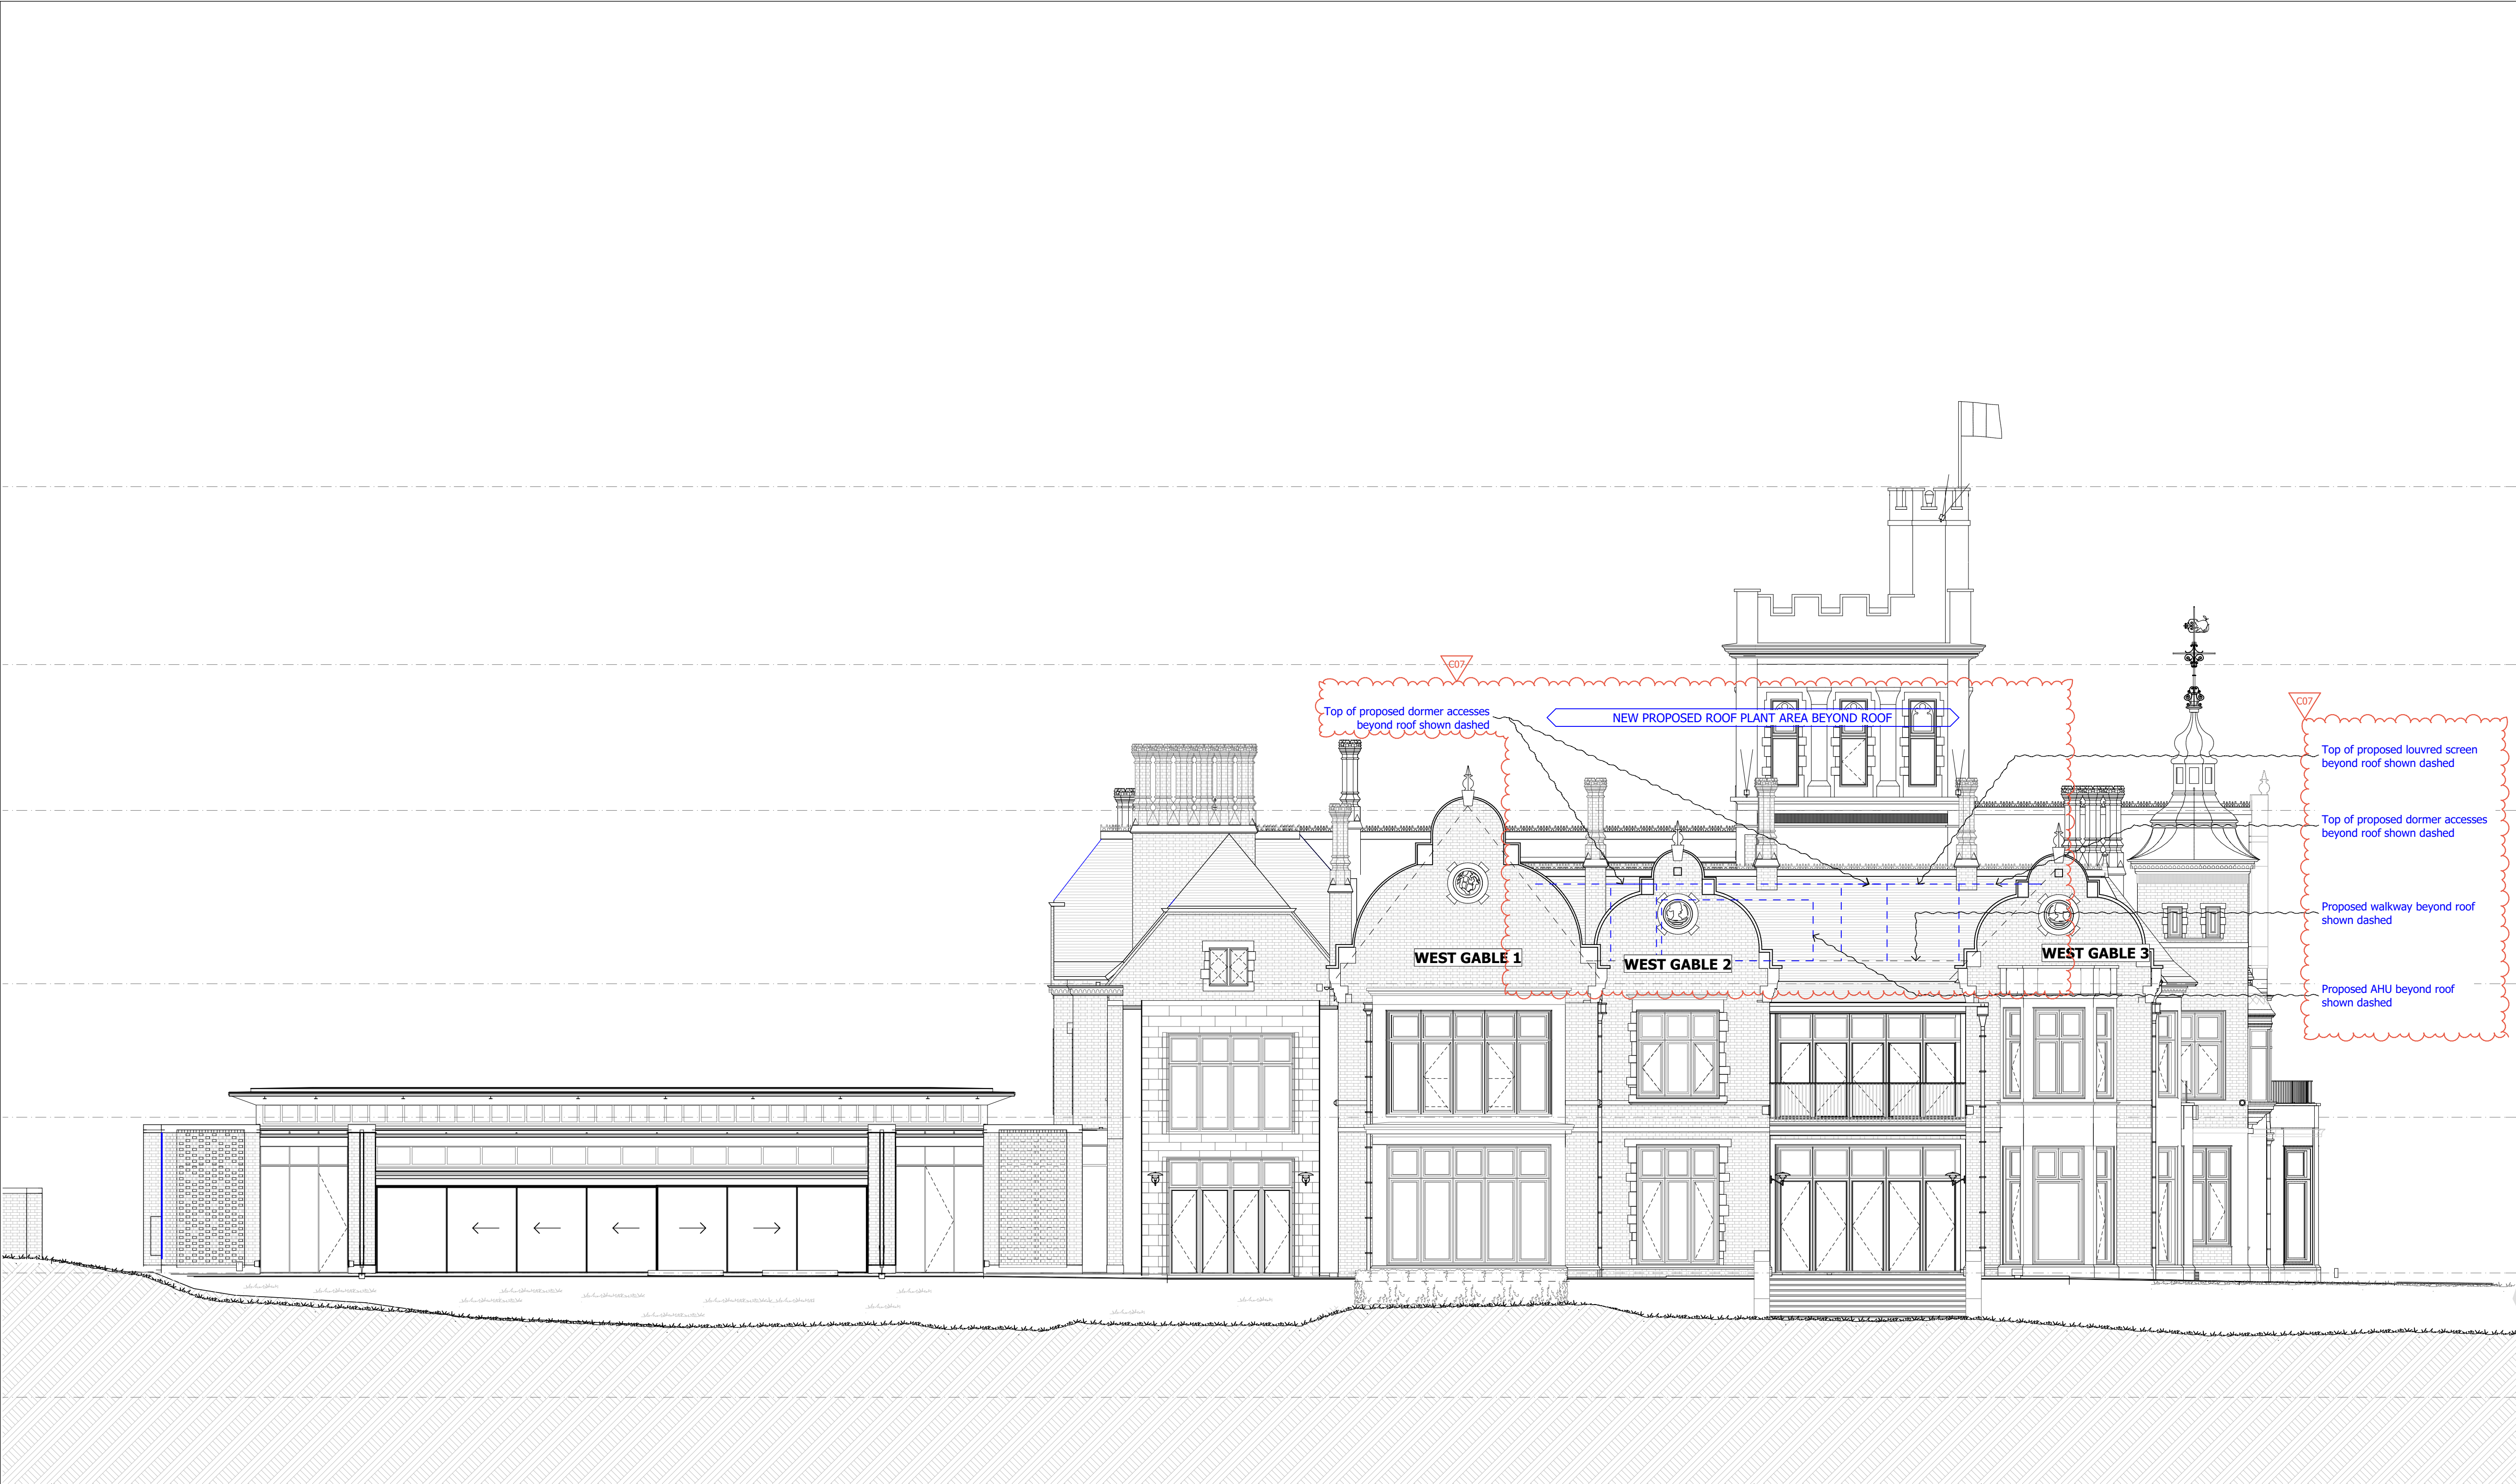 C07
C07
Top of proposed dormer accesses
beyond roof shown dashed
NEW PROPOSED ROOF PLANT AREA BEYOND ROOF
Top of proposed louvred screen
beyond roof shown dashed
Top of proposed dormer accesses
beyond roof shown dashed
Proposed walkway beyond roof
shown dashed
WEST GABLE 1
WEST GABLE 2
WEST GABLE 3
Proposed AHU beyond roof
shown dashed